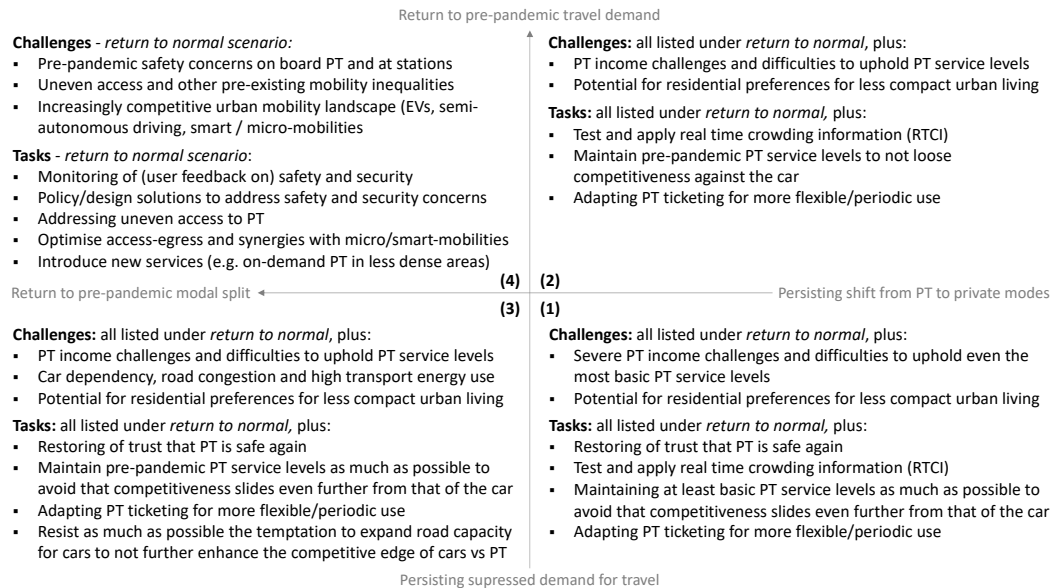 Return to pre-pandemic travel demand
Challenges - return to normal scenario:
▪ Pre-pandemic safety concerns on board PT and at stations
▪ Uneven access and other pre-existing mobility inequalities
▪ Increasingly competitive urban mobility landscape (EVs, semi-
autonomous driving, smart / micro-mobilities
Tasks - return to normal scenario:
▪ Monitoring of (user feedback on) safety and security
▪ Policy/design solutions to address safety and security concerns
▪ Addressing uneven access to PT
▪ Optimise access-egress and synergies with micro/smart-mobilities
▪ Introduce new services (e.g. on-demand PT in less dense areas)
(4)
Challenges: all listed under return to normal, plus:
▪ PT income challenges and difficulties to uphold PT service levels
▪ Potential for residential preferences for less compact urban living
Tasks: all listed under return to normal, plus:
▪ Test and apply real time crowding information (RTCI)
▪ Maintain pre-pandemic PT service levels to not loose
competitiveness against the car
▪ Adapting PT ticketing for more flexible/periodic use
(2)
Return to pre-pandemic modal split
Persisting shift from PT to private modes
(3)
Challenges: all listed under return to normal, plus:
▪ PT income challenges and difficulties to uphold PT service levels
▪ Car dependency, road congestion and high transport energy use
▪ Potential for residential preferences for less compact urban living
Tasks: all listed under return to normal, plus:
▪ Restoring of trust that PT is safe again
▪ Maintain pre-pandemic PT service levels as much as possible to
avoid that competitiveness slides even further from that of the car
▪ Adapting PT ticketing for more flexible/periodic use
▪ Resist as much as possible the temptation to expand road capacity
for cars to not further enhance the competitive edge of cars vs PT
(1)
Challenges: all listed under return to normal, plus:
▪ Severe PT income challenges and difficulties to uphold even the
most basic PT service levels
▪ Potential for residential preferences for less compact urban living
Tasks: all listed under return to normal, plus:
▪ Restoring of trust that PT is safe again
▪ Test and apply real time crowding information (RTCI)
▪ Maintaining at least basic PT service levels as much as possible to
avoid that competitiveness slides even further from that of the car
▪ Adapting PT ticketing for more flexible/periodic use
Persisting supressed demand for travel